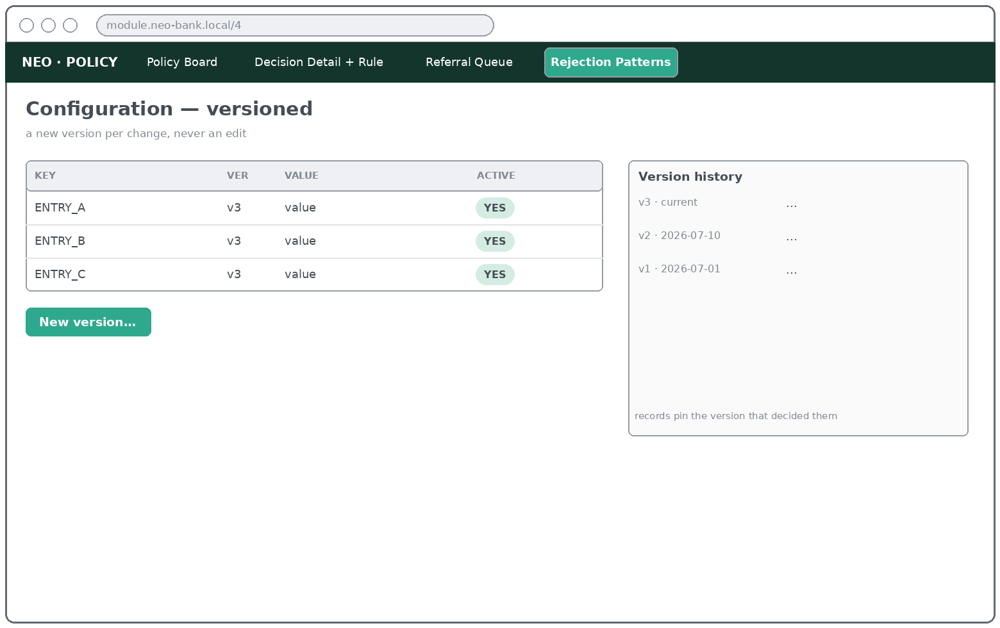 module.neo-bank.local/4
NEO · POLICY Policy Board Decision Detail + Rule Referral Queue Rejection Patterns
Configuration — versioned
a new version per change, never an edit
KEY VER VALUE ACTIVE
ENTRY_A v3 value YES
ENTRY_B v3 value YES
ENTRY_C v3 value YES
New version…
Version history
v3 · current …
v2 · 2026-07-10 …
v1 · 2026-07-01 …
records pin the version that decided them